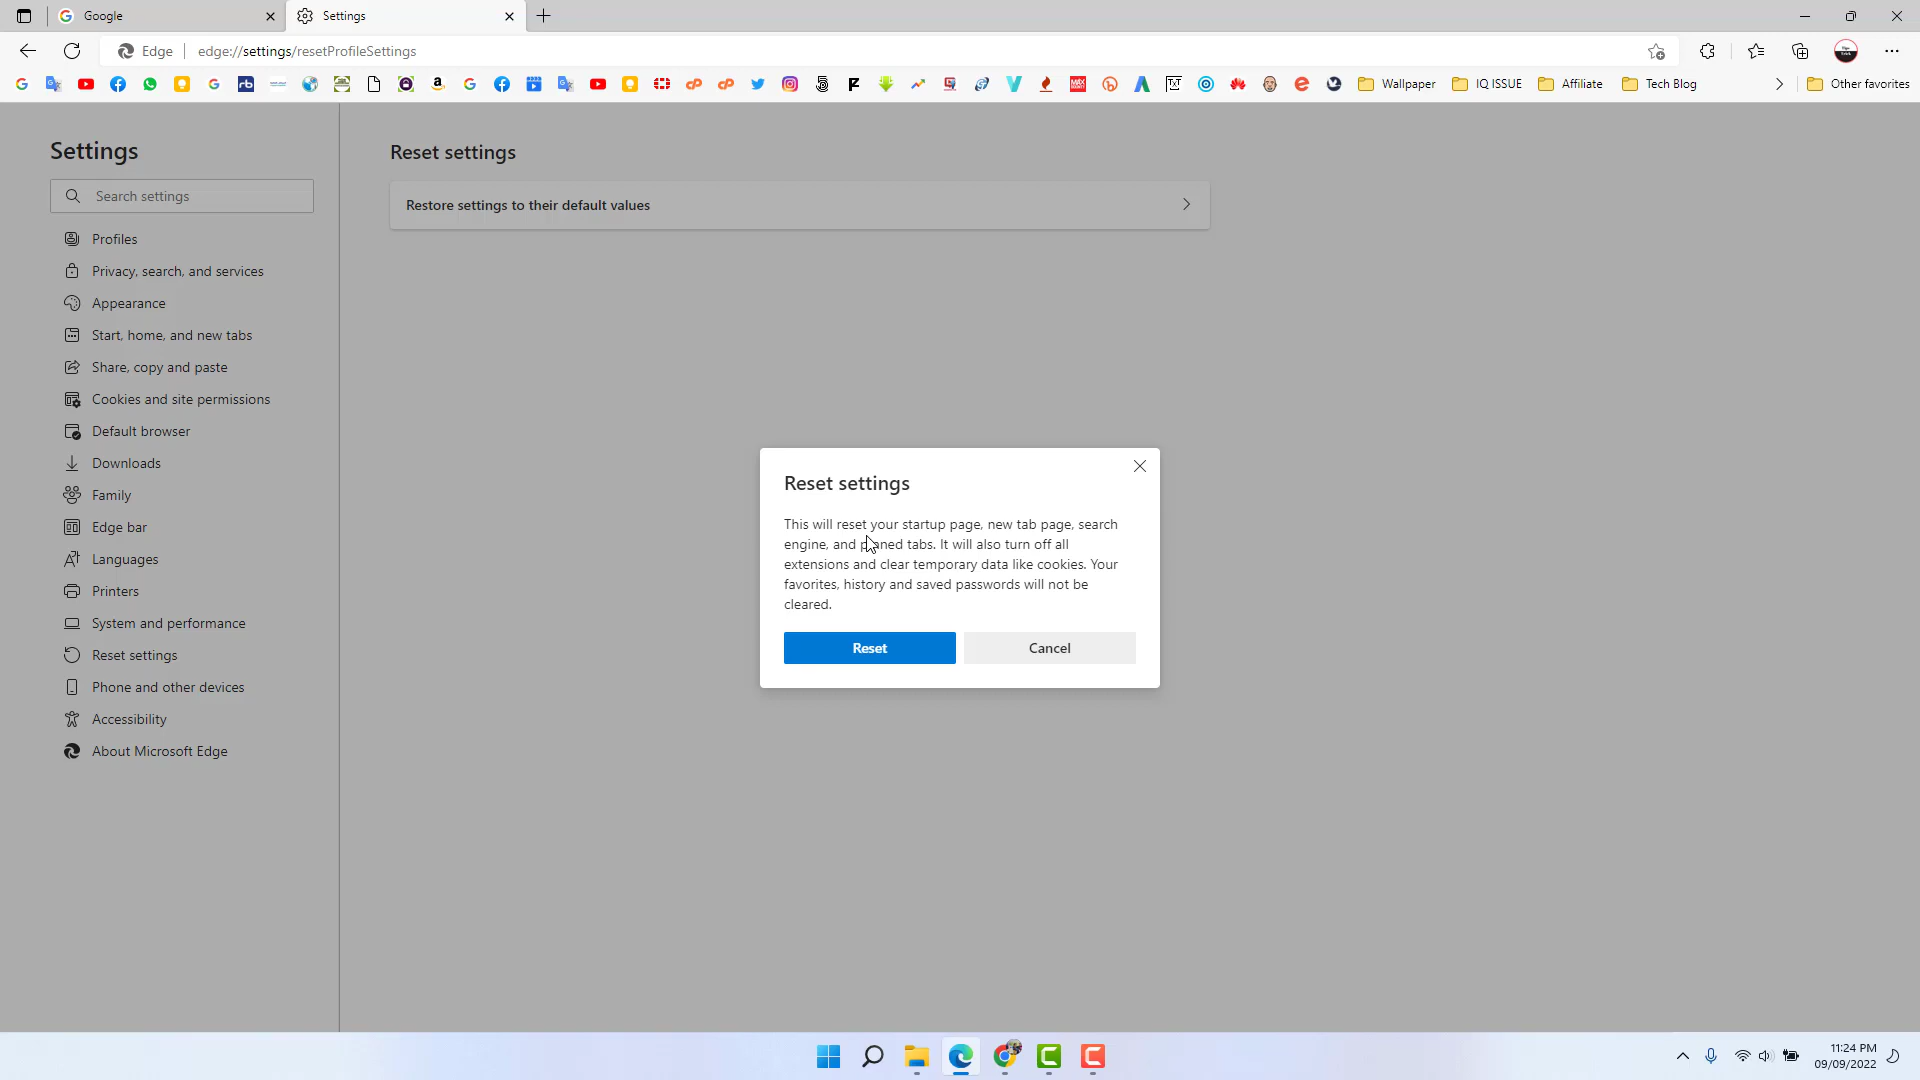 Google
Settings
Edge
edge://settings/resetProfileSettings
Wallpaper
IQ ISSUE
Affiliate
Tech Blog
Other favorites
Settings
Search settings
Profiles
Privacy, search, and services
Appearance
Start, home, and new tabs
Share, copy and paste
Cookies and site permissions
Default browser
Downloads
Family
Edge bar
Languages
Printers
System and performance
Reset settings
Phone and other devices
Accessibility
About Microsoft Edge
Reset settings
Restore settings to their default values
Reset settings
This will reset your startup page, new tab page, search
engine, and pinned tabs. It will also turn off all
extensions and clear temporary data like cookies. Your
favorites, history and saved passwords will not be
cleared.
Reset
Cancel
11:24 PM
09/09/2022